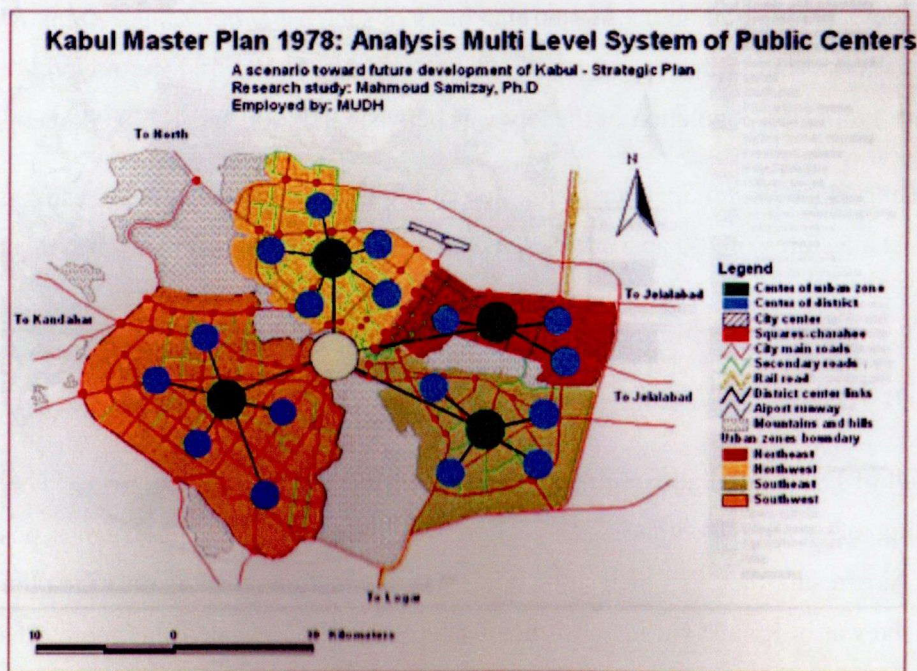 Kabul Master Plan 1978: Analysis Multi Level System of Public Centers
A scenario toward future development of Kabul - Strategic Plan
Research study: Mahmoud Samizay, Ph.D
Employed by: MUDH
To North
N
To Kandahar
To Jelalabad
To Jelalabad
To Logar
Legend
Center of urban zone
Center of district
City center
Squares-charahee
City main roads
Secondary roads
Rail road
District center links
Aiport runway
Mountains and hills
Urban zones boundary
Northeast
Northwest
Southeast
Southwest
10 0 10 Kilometers